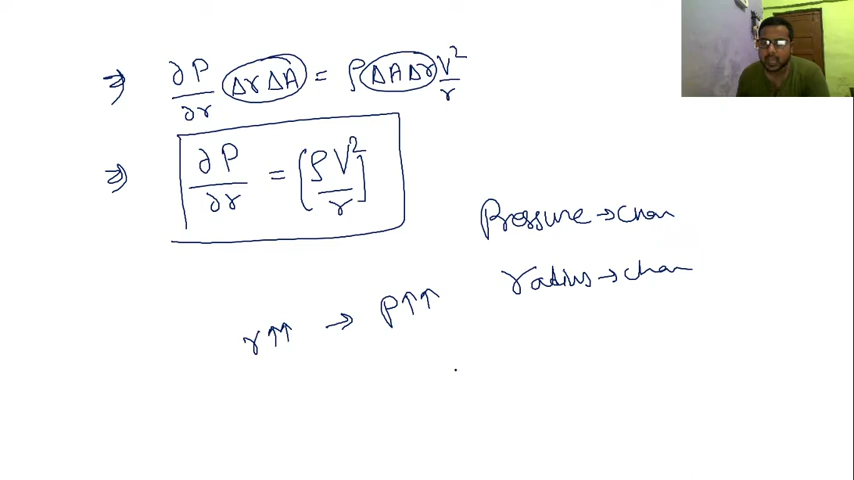 ⇒ ∂P/∂r Δr ΔA = ρ ΔA Δr V²/r
⇒ ∂P/∂r = [ρV²/r]
Pressure → chan
radius → chan
r↑↑ → P↑↑